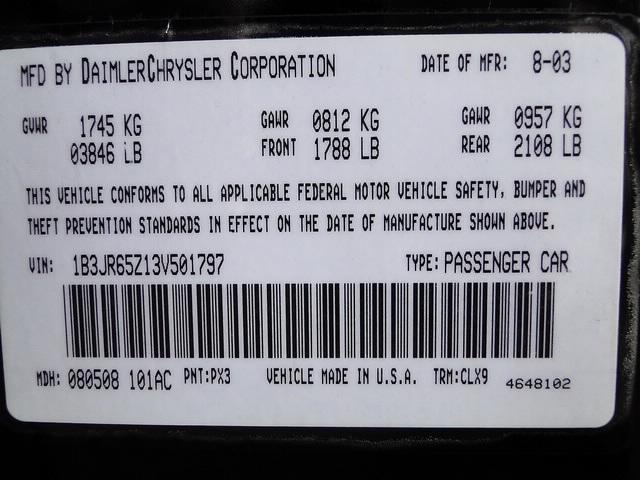 MFD BY DAIMLERCHRYSLER CORPORATION DATE OF MFR: 8-03
GVWR 1745 KG GAWR 0812 KG GAWR 0957 KG
03846 LB FRONT 1788 LB REAR 2108 LB
THIS VEHICLE CONFORMS TO ALL APPLICABLE FEDERAL MOTOR VEHICLE SAFETY, BUMPER AND
THEFT PREVENTION STANDARDS IN EFFECT ON THE DATE OF MANUFACTURE SHOWN ABOVE.
VIN: 1B3JR65Z13V501797 TYPE: PASSENGER CAR
MDH: 080508 101AC PNT:PX3 VEHICLE MADE IN U.S.A. TRM:CLX9 4648102